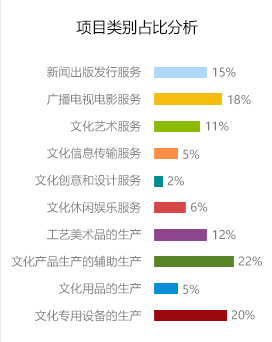 项目类别占比分析
新闻出版发行服务 15%
广播电视电影服务 18%
文化艺术服务 11%
文化信息传输服务 5%
文化创意和设计服务 2%
文化休闲娱乐服务 6%
工艺美术品的生产 12%
文化产品生产的辅助生产 22%
文化用品的生产 5%
文化专用设备的生产 20%